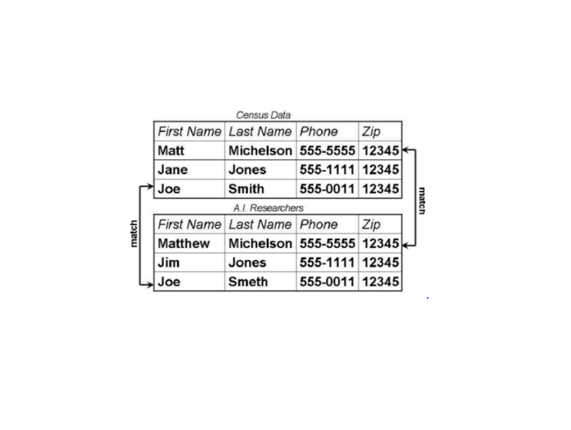 Census Data
First Name Last Name Phone Zip
Matt Michelson 555-5555 12345
Jane Jones 555-1111 12345
Joe Smith 555-0011 12345
match
A.I. Researchers
First Name Last Name Phone Zip
Matthew Michelson 555-5555 12345
Jim Jones 555-1111 12345
Joe Smeth 555-0011 12345
match